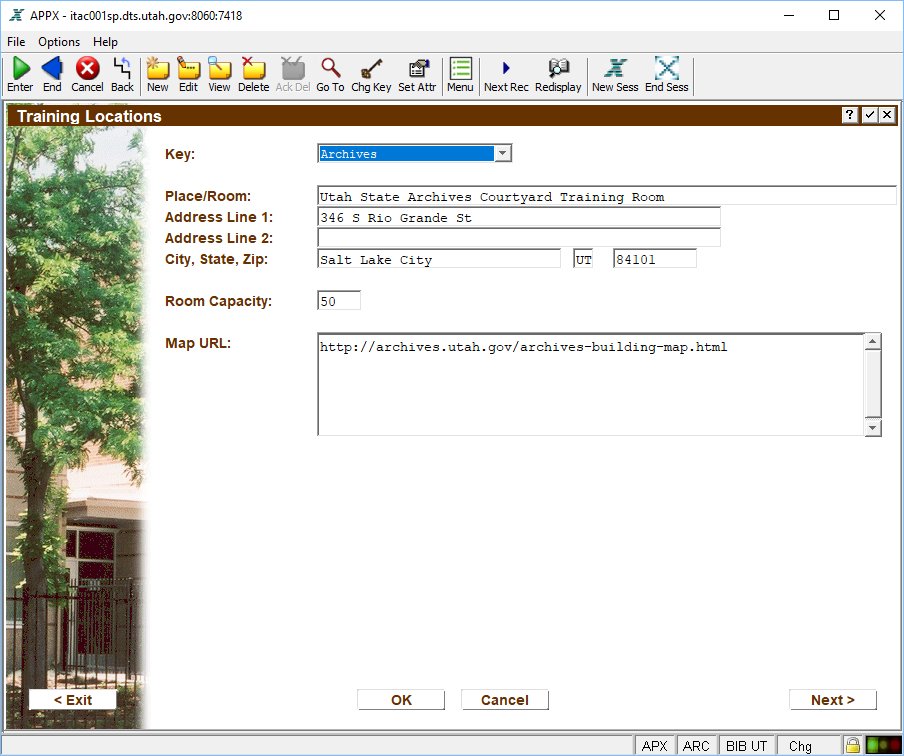 APPX - itac001sp.dts.utah.gov:8060:7418
File Options Help
Enter End Cancel Back New Edit View Delete Ack Del Go To Chg Key Set Attr Menu Next Rec Redisplay New Sess End Sess
Training Locations ?
Key: Archives
Place/Room: Utah State Archives Courtyard Training Room
Address Line 1: 346 S Rio Grande St
Address Line 2:
City, State, Zip: Salt Lake City UT 84101
Room Capacity: 50
Map URL: http://archives.utah.gov/archives-building-map.html
< Exit OK Cancel Next >
APX ARC BIB UT Chg